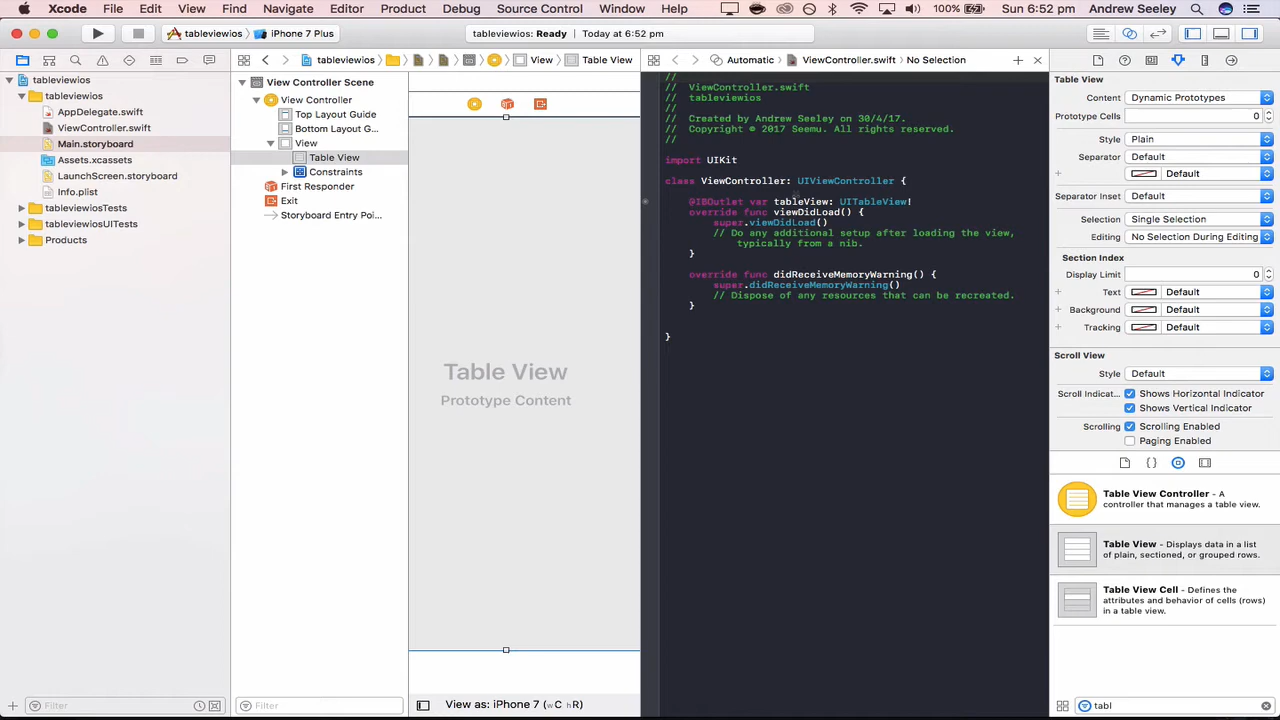 Xcode File Edit View Find Navigate Editor Product Debug Source Control Window Help 100% Sun 6:52 pm Andrew Seeley
tableviewios iPhone 7 Plus tableviewios: Ready Today at 6:52 pm
View Table View Automatic ViewController.swift No Selection
tableviewios
tableviewios
AppDelegate.swift
ViewController.swift
Main.storyboard
Assets.xcassets
LaunchScreen.storyboard
Info.plist
tableviewiosTests
tableviewiosUITests
Products
Filter
View Controller Scene
View Controller
Top Layout Guide
Bottom Layout G...
View
Table View
Constraints
First Responder
Exit
Storyboard Entry Poi...
Filter
Table View
Prototype Content
View as: iPhone 7 (wC hR)
//
// ViewController.swift
// tableviewios
//
// Created by Andrew Seeley on 30/4/17.
// Copyright © 2017 Seemu. All rights reserved.
//
import UIKit
class ViewController: UIViewController {
@IBOutlet var tableView: UITableView!
override func viewDidLoad() {
super.viewDidLoad()
// Do any additional setup after loading the view,
typically from a nib.
}
override func didReceiveMemoryWarning() {
super.didReceiveMemoryWarning()
// Dispose of any resources that can be recreated.
}
}
Table View
Content Dynamic Prototypes
Prototype Cells 0
Style Plain
Separator Default
Default
Separator Inset Default
Selection Single Selection
Editing No Selection During Editing
Section Index
Display Limit 0
Text Default
Background Default
Tracking Default
Scroll View
Style Default
Scroll Indicat... Shows Horizontal Indicator
Shows Vertical Indicator
Scrolling Scrolling Enabled
Paging Enabled
Table View Controller - A
controller that manages a table view.
Table View - Displays data in a list
of plain, sectioned, or grouped rows.
Table View Cell - Defines the
attributes and behavior of cells (rows)
in a table view.
tabl